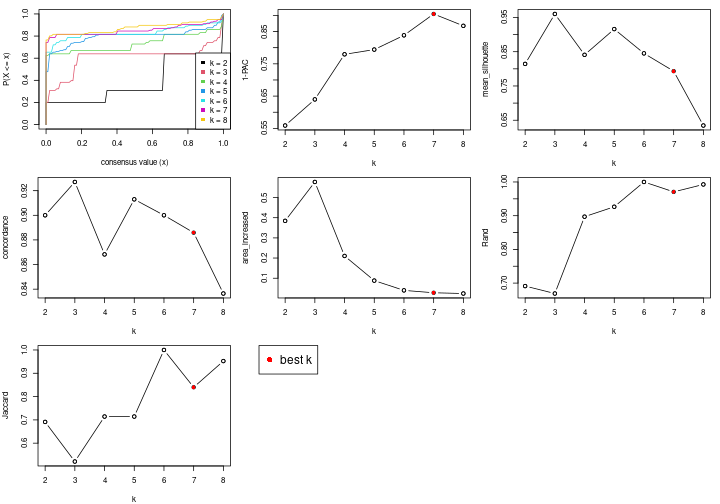 P(X <= x)
0.0 0.2 0.4 0.6 0.8 1.0
0.0 0.2 0.4 0.6 0.8 1.0
consensus value (x)
k = 2
k = 3
k = 4
k = 5
k = 6
k = 7
k = 8
1-PAC
0.55 0.65 0.75 0.85
2 3 4 5 6 7 8
k
mean_silhouette
0.65 0.75 0.85 0.95
2 3 4 5 6 7 8
k
concordance
0.84 0.86 0.88 0.90 0.92
2 3 4 5 6 7 8
k
area_increased
0.1 0.2 0.3 0.4 0.5
2 3 4 5 6 7 8
k
Rand
0.70 0.80 0.90 1.00
2 3 4 5 6 7 8
k
Jaccard
0.6 0.7 0.8 0.9 1.0
2 3 4 5 6 7 8
k
best k